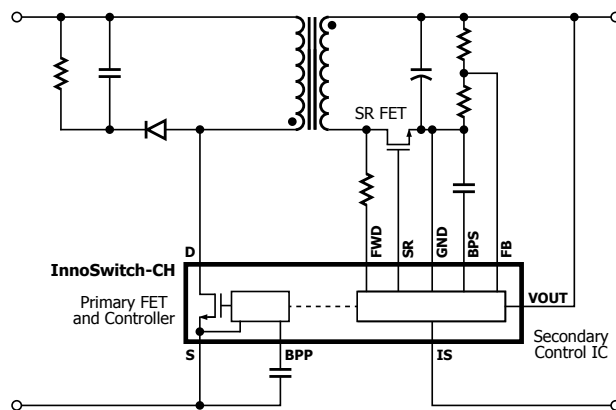 SR FET
D
FWD
SR
GND
BPS
FB
InnoSwitch-CH
Primary FET
and Controller
VOUT
Secondary
Control IC
S
BPP
IS